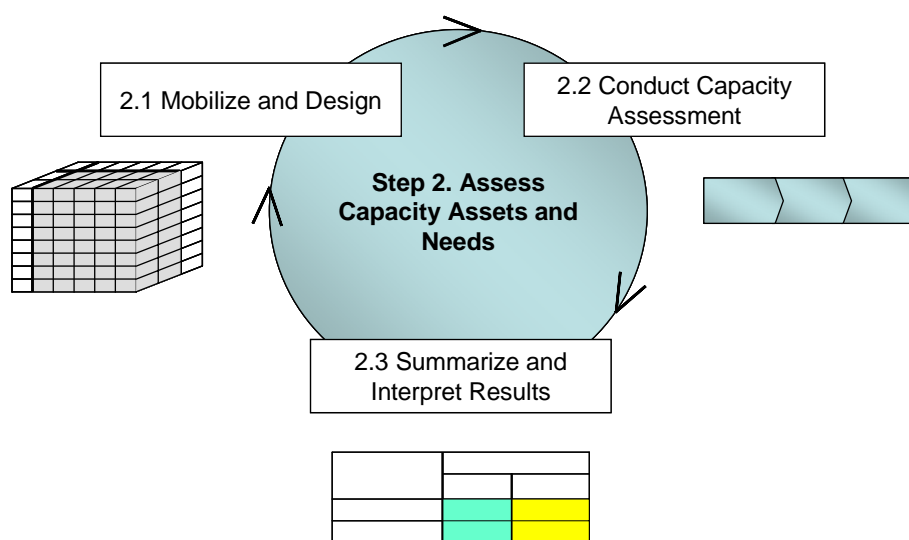 2.1 Mobilize and Design
2.2 Conduct Capacity
Assessment
Step 2. Assess
Capacity Assets and
Needs
2.3 Summarize and
Interpret Results